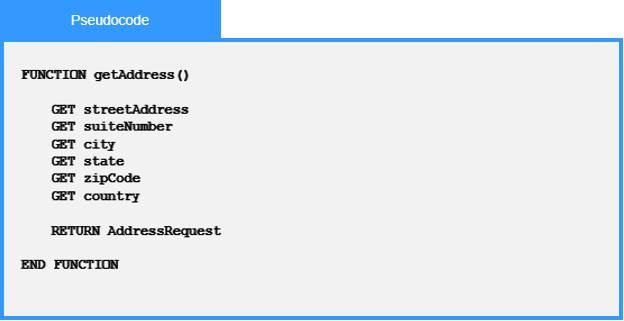 Pseudocode
FUNCTION getAddress()
GET streetAddress
GET suiteNumber
GET city
GET state
GET zipCode
GET country
RETURN AddressRequest
END FUNCTION